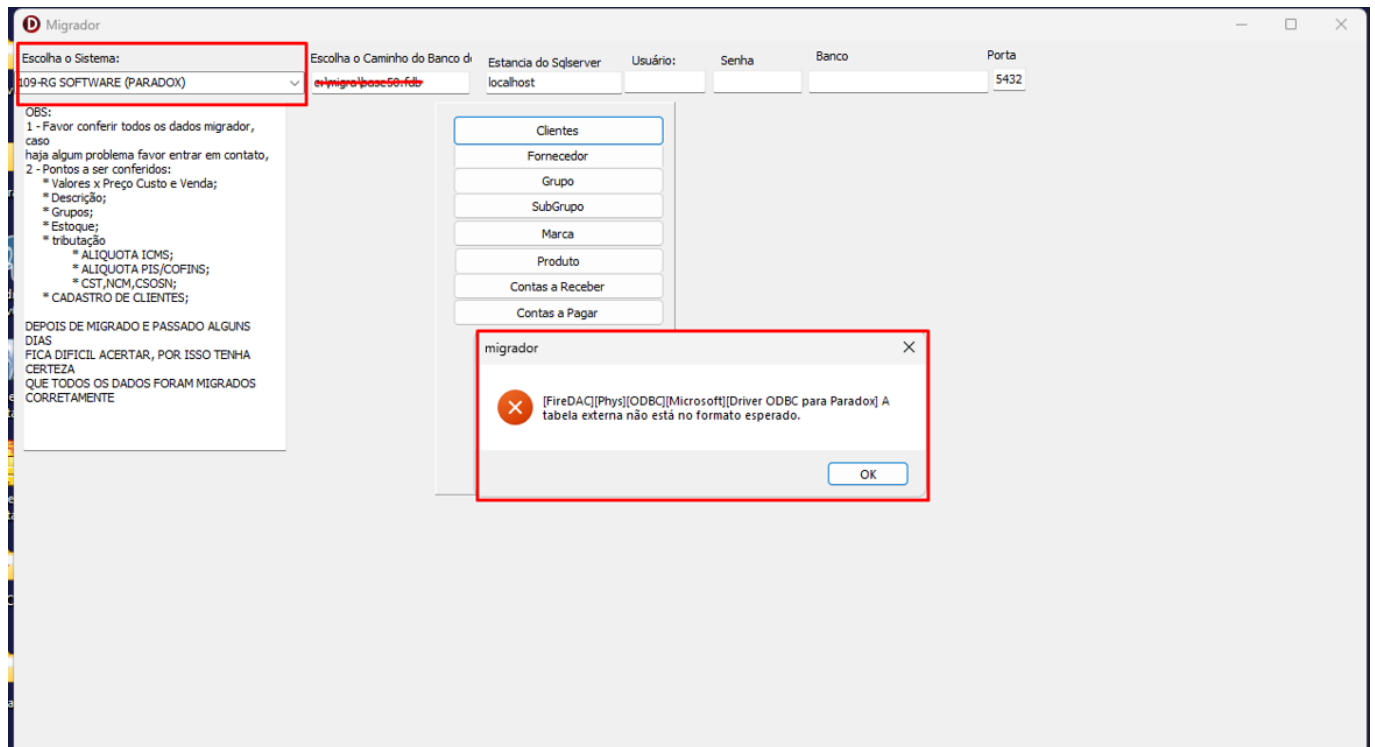 Migrador
Escolha o Sistema:
Escolha o Caminho do Banco d
Estancia do Sqlserver
Usuário:
Senha
Banco
Porta
109-RG SOFTWARE (PARADOX)
c:\migra\base50.fdb
localhost
5432
OBS:
1 - Favor conferir todos os dados migrador,
caso
haja algum problema favor entrar em contato,
2 - Pontos a ser conferidos:
* Valores x Preço Custo e Venda;
* Descrição;
* Grupos;
* Estoque;
* tributação
* ALIQUOTA ICMS;
* ALIQUOTA PIS/COFINS;
* CST,NCM,CSOSN;
* CADASTRO DE CLIENTES;
DEPOIS DE MIGRADO E PASSADO ALGUNS
DIAS
FICA DIFICIL ACERTAR, POR ISSO TENHA
CERTEZA
QUE TODOS OS DADOS FORAM MIGRADOS
CORRETAMENTE
Clientes
Fornecedor
Grupo
SubGrupo
Marca
Produto
Contas a Receber
Contas a Pagar
migrador
[FireDAC][Phys][ODBC][Microsoft][Driver ODBC para Paradox] A
tabela externa não está no formato esperado.
OK